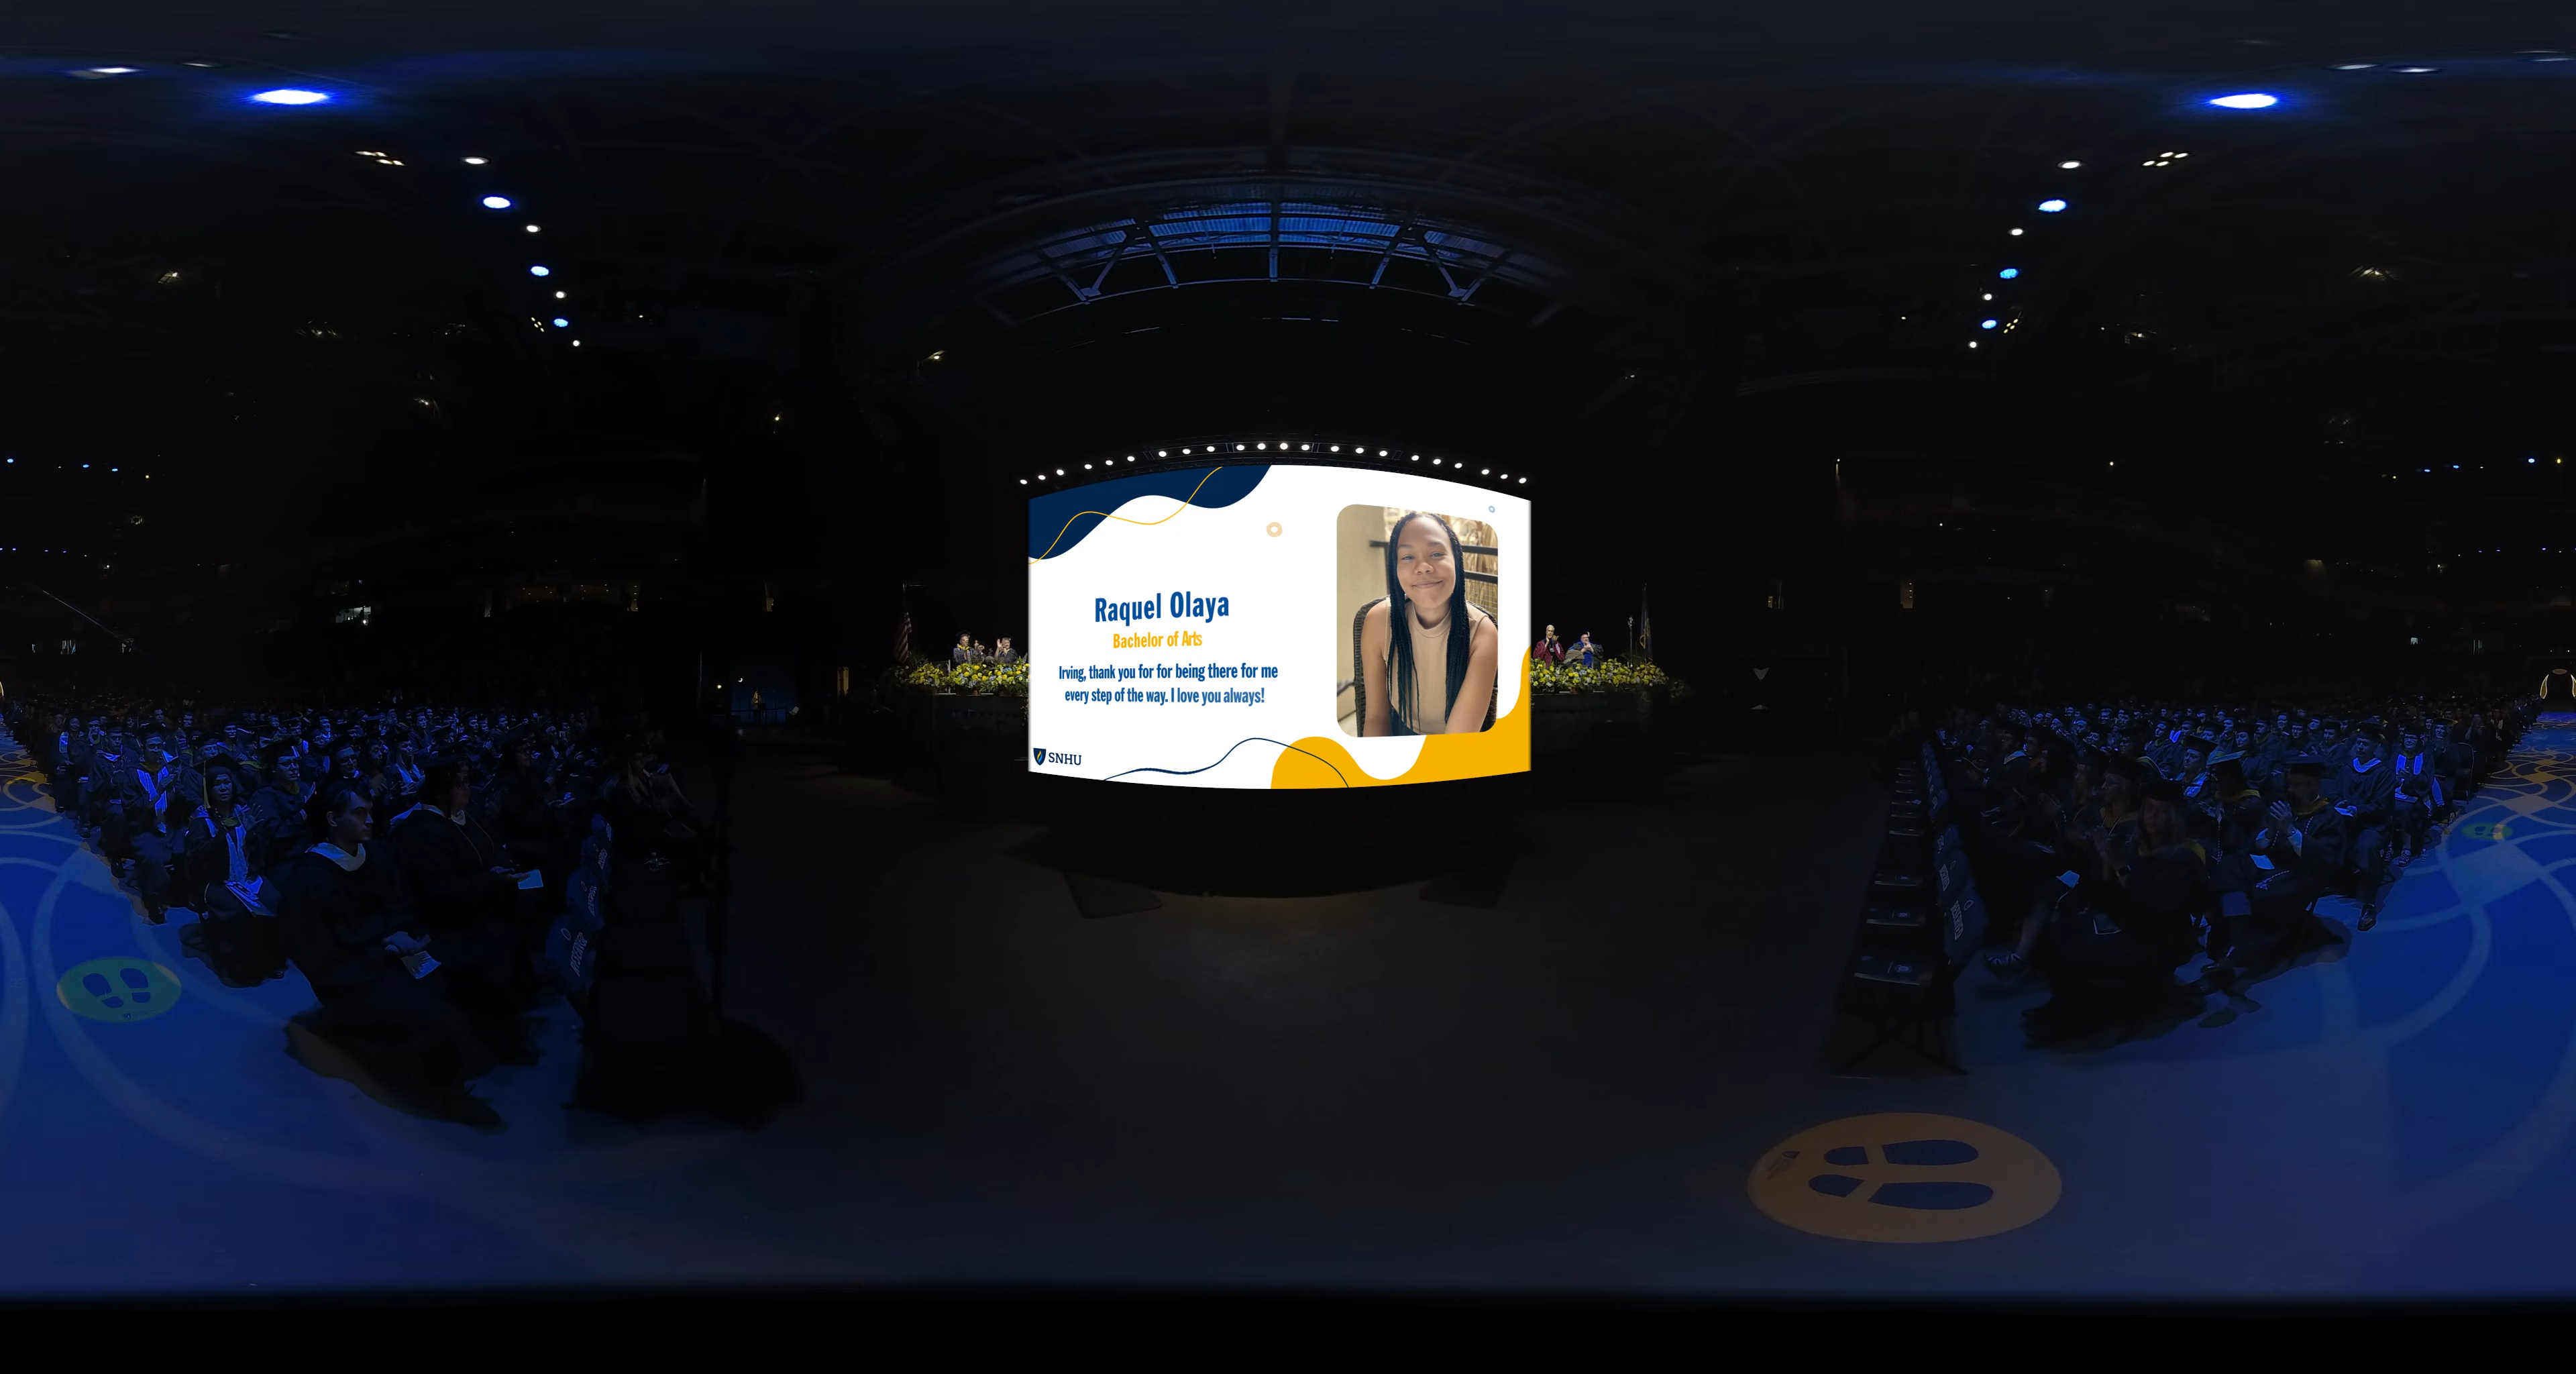 Raquel Olaya
Bachelor of Arts
Irving, thank you for for being there for me
every step of the way. I love you always!
SNHU
RESERVED